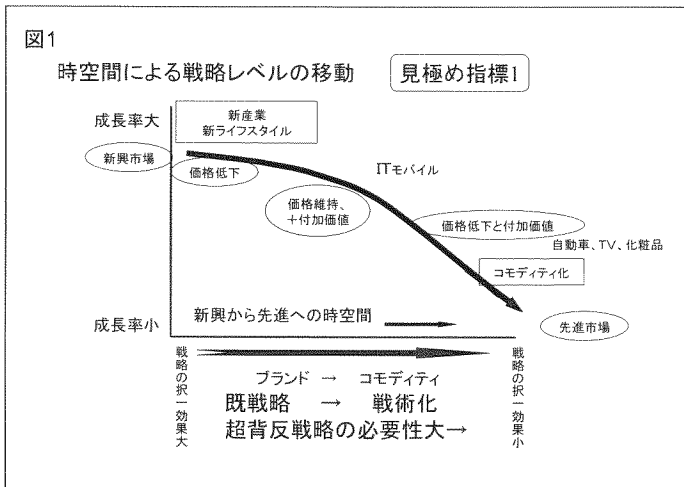 図1
時空間による戦略レベルの移動
見極め指標1
成長率大
新産業
新ライフスタイル
新興市場
価格低下
ITモバイル
価格維持、
+付加価値
価格低下と付加価値
自動車、TV、化粧品
コモディティ化
成長率小
新興から先進への時空間
先進市場
戦略の択一効果大
戦略の択一効果小
ブランド → コモディティ
既戦略 → 戦術化
超背反戦略の必要性大→